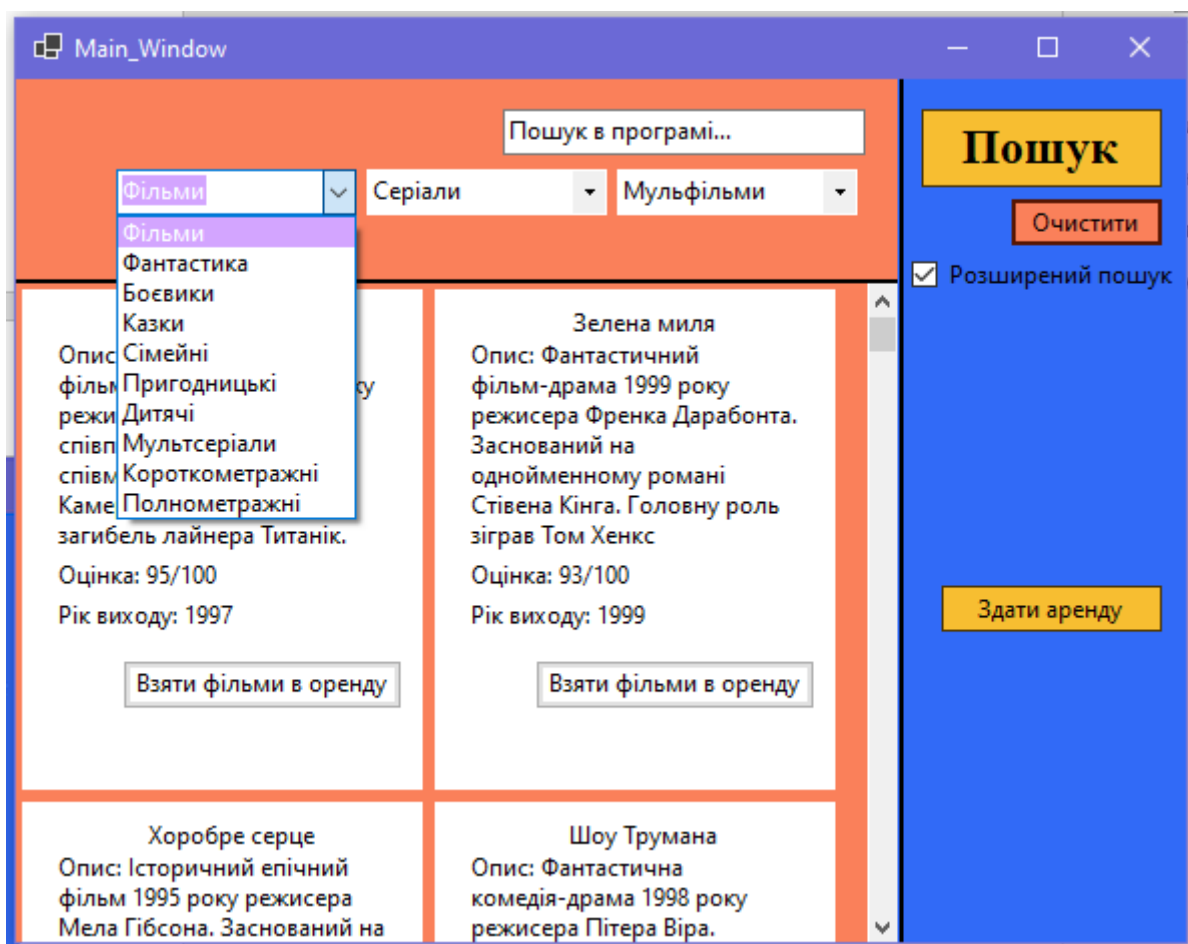 Main_Window
Пошук в програмі...
Пошук
Фільми
Серіали
Мульфільми
Очистити
Розширений пошук
Фільми
Фантастика
Боєвики
Казки
Сімейні
Пригодницькі
Дитячі
Мультсеріали
Короткометражні
Полнометражні
загибель лайнера Титанік.
Оцінка: 95/100
Рік виходу: 1997
Взяти фільми в оренду
Зелена миля
Опис: Фантастичний
фільм-драма 1999 року
режисера Френка Дарабонта.
Заснований на
однойменному романі
Стівена Кінга. Головну роль
зіграв Том Хенкс
Оцінка: 93/100
Рік виходу: 1999
Взяти фільми в оренду
Здати аренду
Хоробре серце
Опис: Історичний епічний
фільм 1995 року режисера
Мела Гібсона. Заснований на
Шоу Трумана
Опис: Фантастична
комедія-драма 1998 року
режисера Пітера Віра.